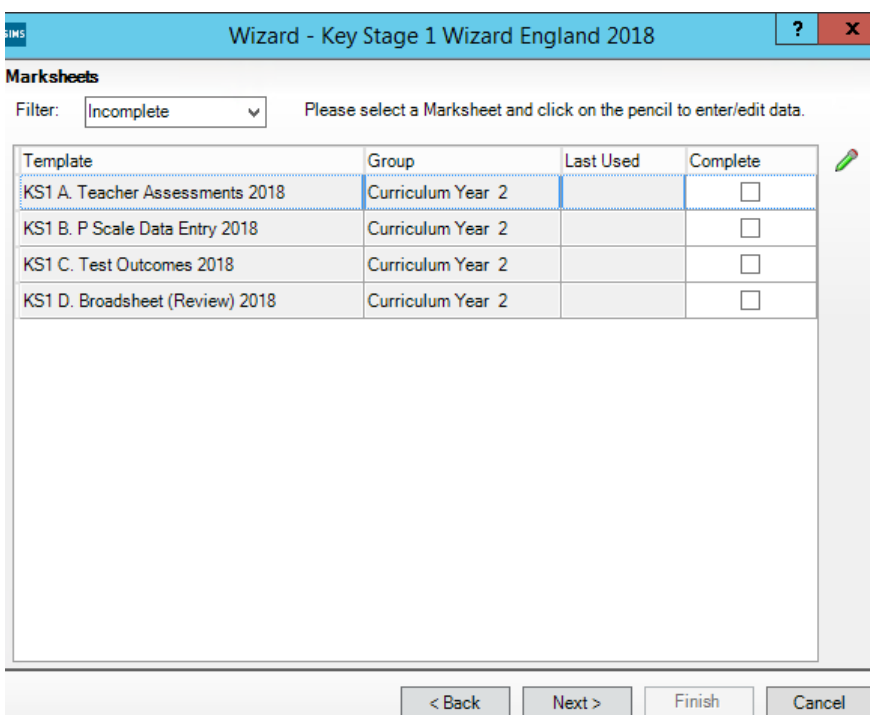 SIMS
Wizard - Key Stage 1 Wizard England 2018
? x
Marksheets
Filter: Incomplete Please select a Marksheet and click on the pencil to enter/edit data.
Template Group Last Used Complete
KS1 A. Teacher Assessments 2018 Curriculum Year 2
KS1 B. P Scale Data Entry 2018 Curriculum Year 2
KS1 C. Test Outcomes 2018 Curriculum Year 2
KS1 D. Broadsheet (Review) 2018 Curriculum Year 2
< Back Next > Finish Cancel